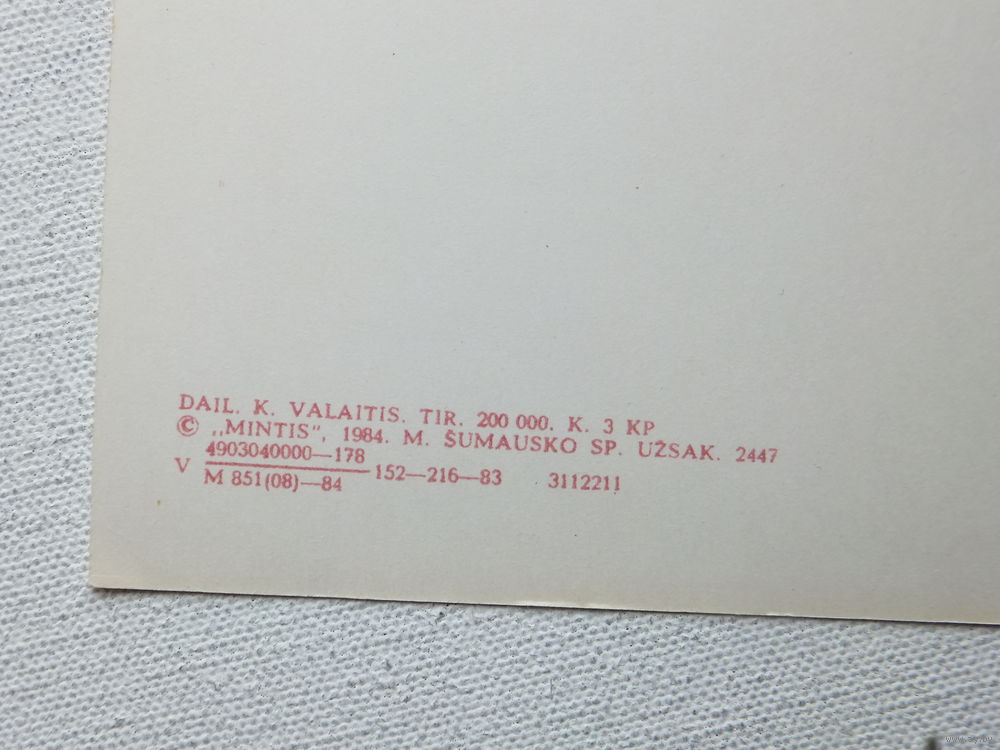 DAIL. K. VALAITIS. TIR. 200 000. K. 3 KP
© „MINTIS“, 1984. M. ŠUMAUSKO SP. UŽSAK. 2447
4903040000—178
V —152—216—83 3112211
M 851(08)—84